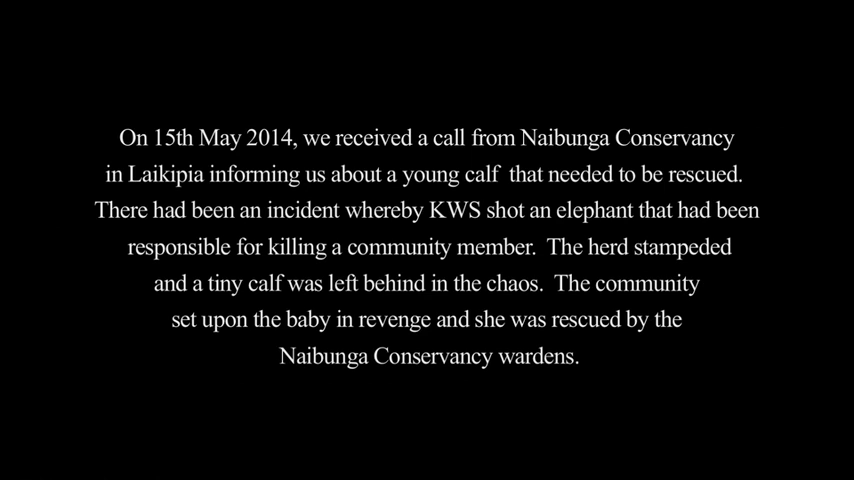 On 15th May 2014, we received a call from Naibunga Conservancy
in Laikipia informing us about a young calf that needed to be rescued.
There had been an incident whereby KWS shot an elephant that had been
responsible for killing a community member. The herd stampeded
and a tiny calf was left behind in the chaos. The community
set upon the baby in revenge and she was rescued by the
Naibunga Conservancy wardens.